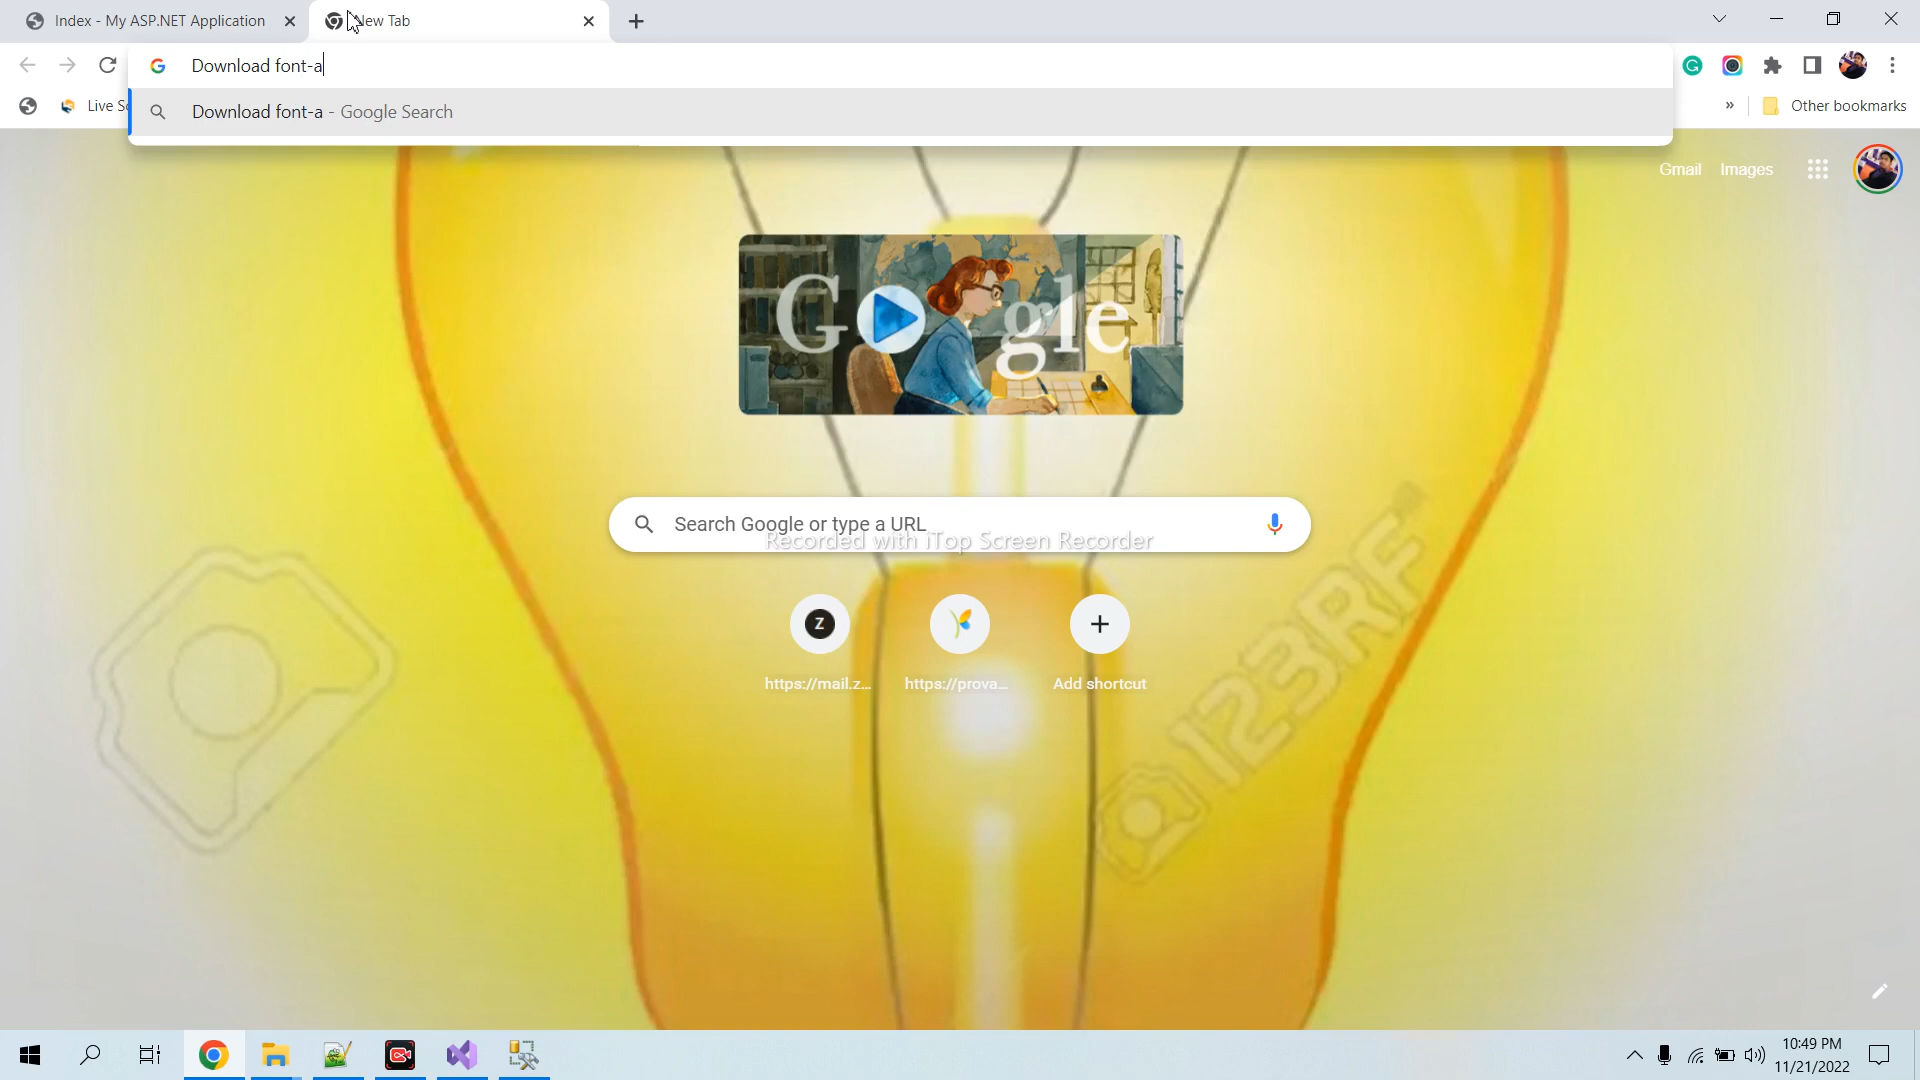 Index - My ASP.NET Application
New Tab
Download font-a
Live
Download font-a - Google Search
»
Other bookmarks
Gmail
Images
G gle
Search Google or type a URL
Recorded with iTop Screen Recorder
Z
https://mail.z...
https://prova...
Add shortcut
123RF
10:49 PM
11/21/2022